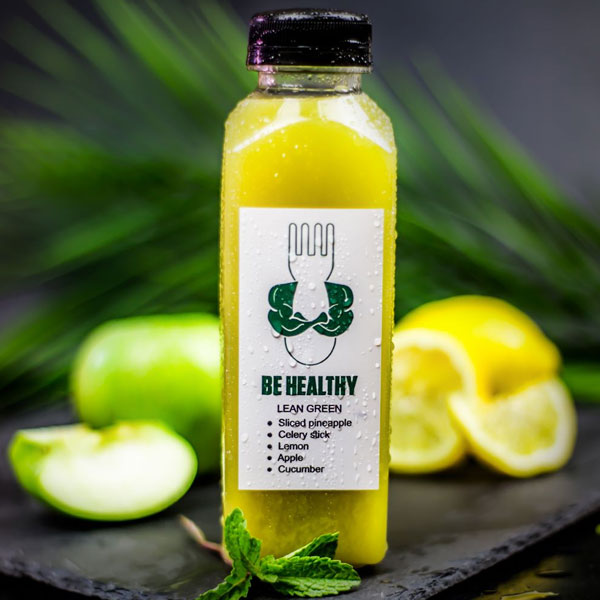 BE HEALTHY
LEAN GREEN
• Sliced pineapple
• Celery stick
• Lemon
• Apple
• Cucumber